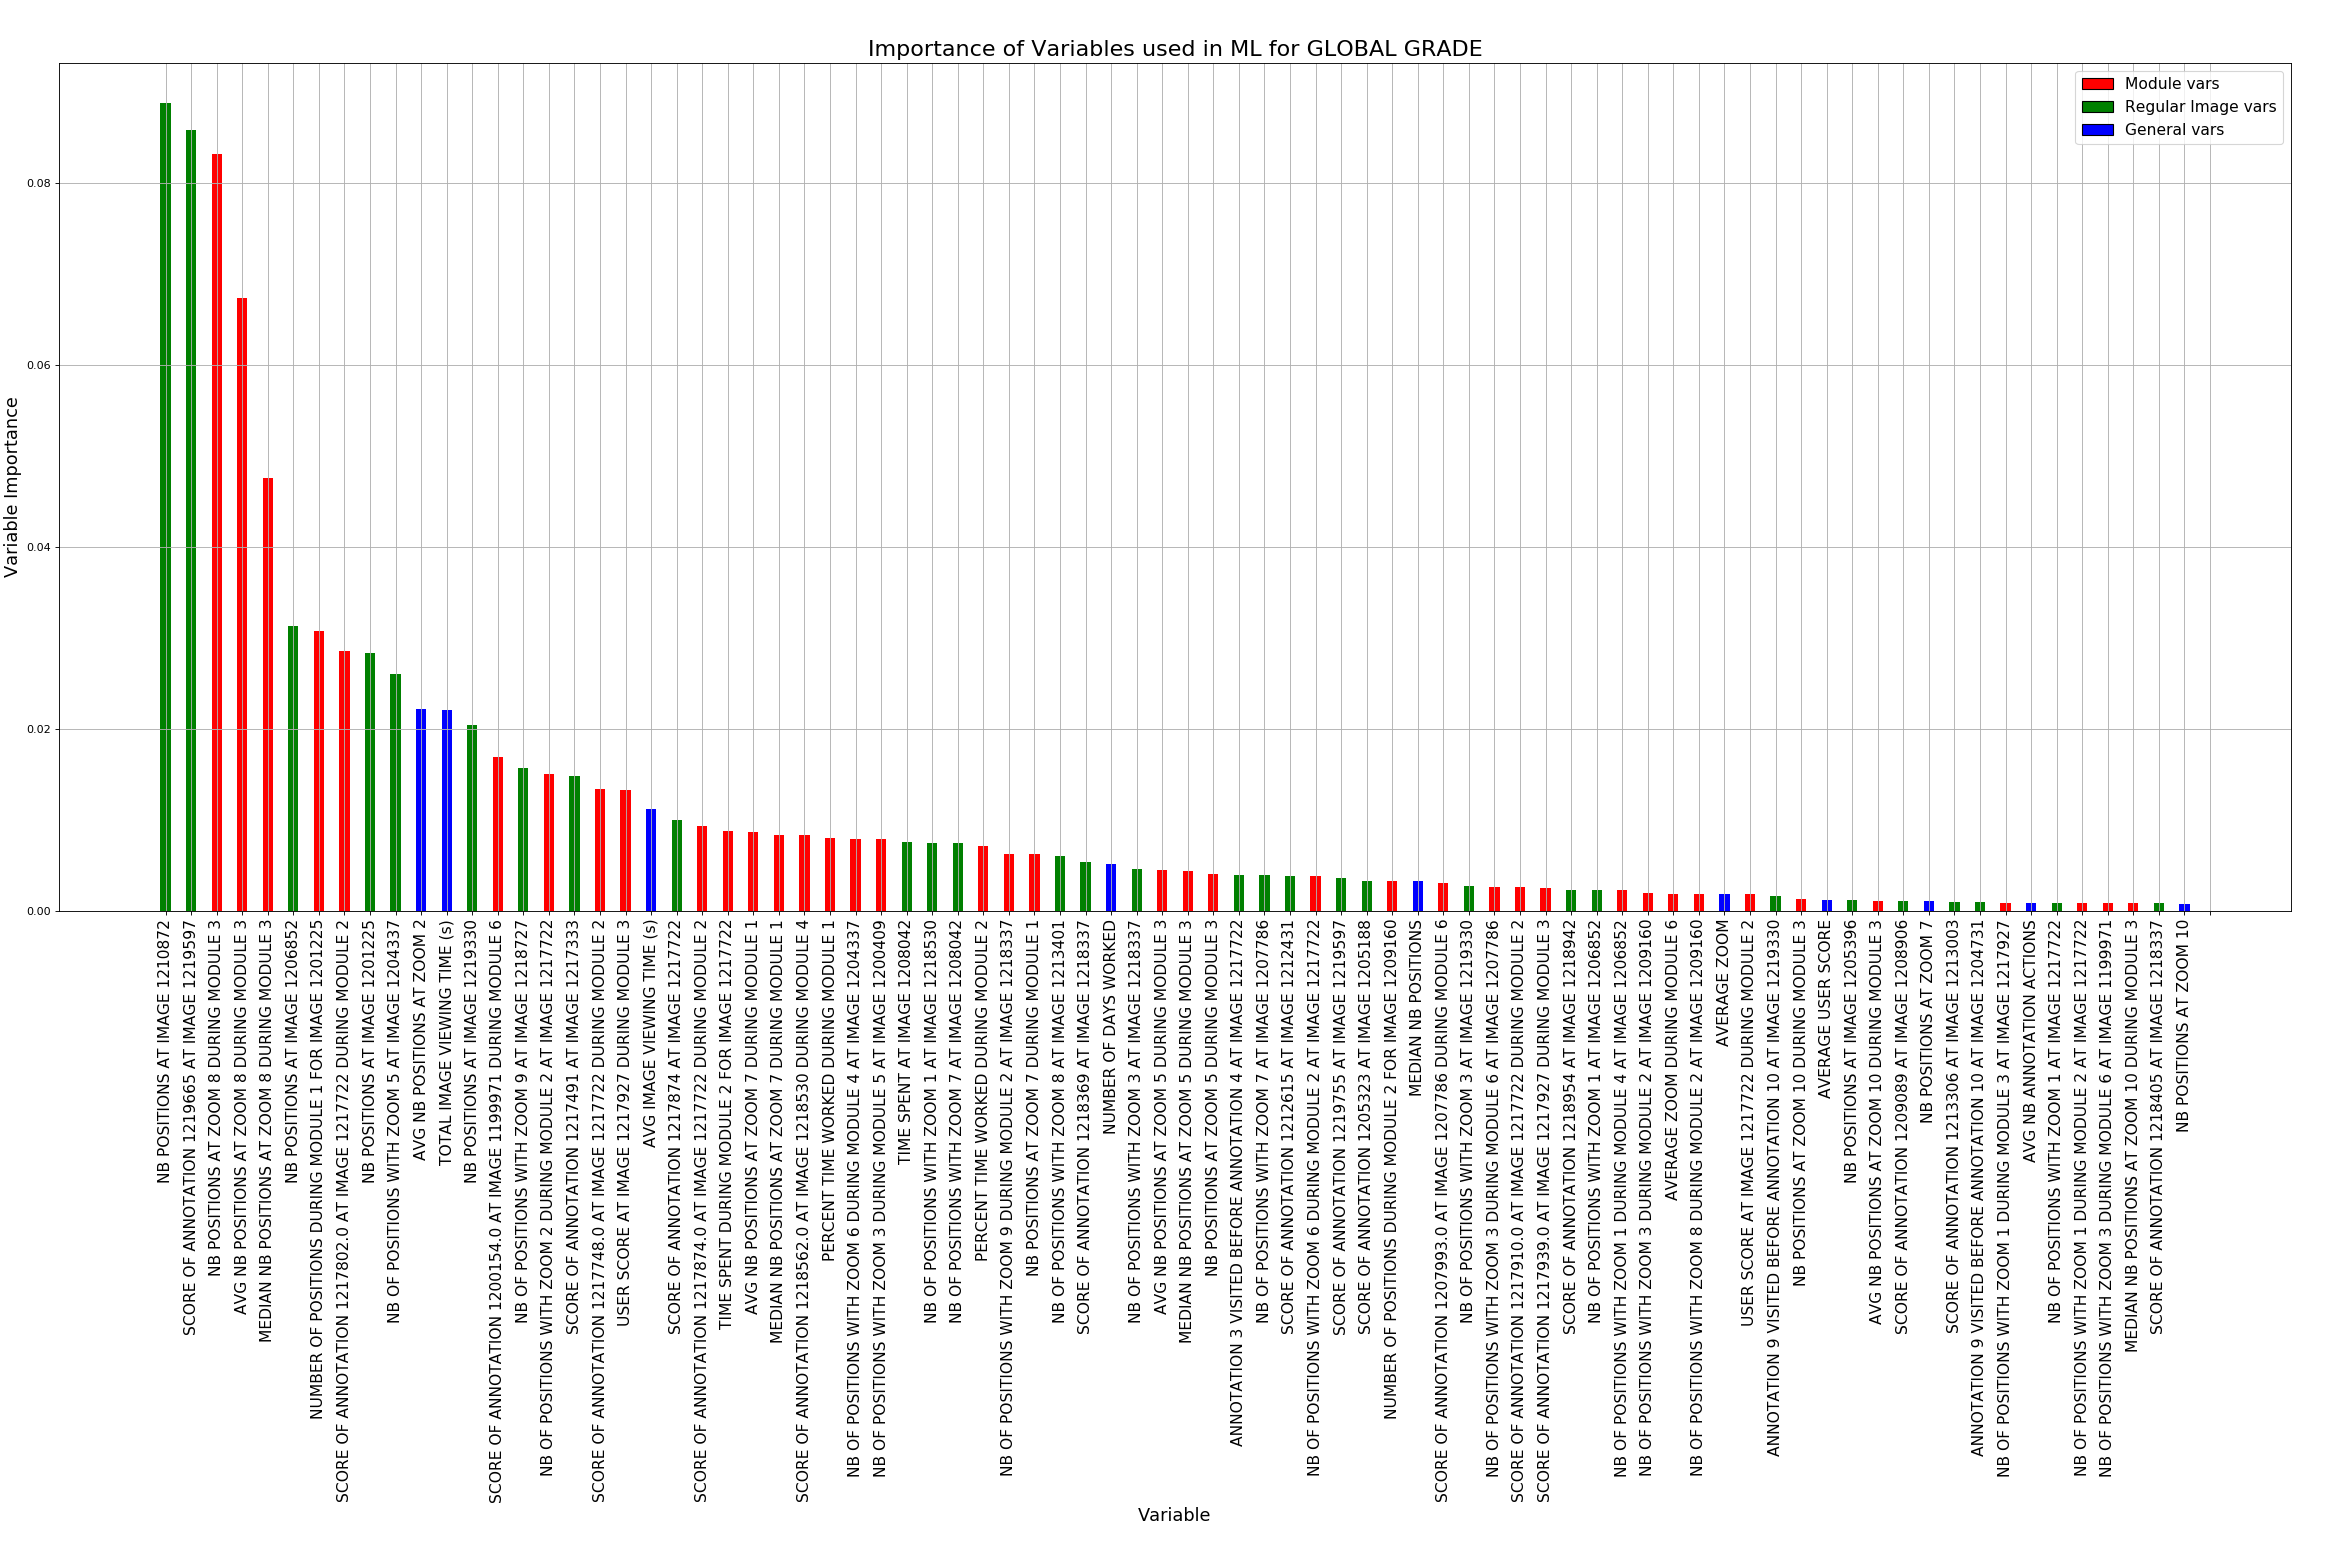 Importance of Variables used in ML for GLOBAL GRADE
Module vars
Regular Image vars
General vars
Variable Importance
0.08
0.06
0.04
0.02
0.00
NB POSITIONS AT IMAGE 1210872
SCORE OF ANNOTATION 1219665 AT IMAGE 1219597
NB POSITIONS AT ZOOM 8 DURING MODULE 3
AVG NB POSITIONS AT ZOOM 8 DURING MODULE 3
MEDIAN NB POSITIONS AT ZOOM 8 DURING MODULE 3
NB POSITIONS AT IMAGE 1206852
NUMBER OF POSITIONS DURING MODULE 1 FOR IMAGE 1201225
SCORE OF ANNOTATION 1217802.0 AT IMAGE 1217722 DURING MODULE 2
NB POSITIONS AT IMAGE 1201225
NB OF POSITIONS WITH ZOOM 5 AT IMAGE 1204337
AVG NB POSITIONS AT ZOOM 2
TOTAL IMAGE VIEWING TIME (s)
NB POSITIONS AT IMAGE 1219330
SCORE OF ANNOTATION 1200154.0 AT IMAGE 1199971 DURING MODULE 6
NB OF POSITIONS WITH ZOOM 9 AT IMAGE 1218727
NB OF POSITIONS WITH ZOOM 2 DURING MODULE 2 AT IMAGE 1217722
SCORE OF ANNOTATION 1217491 AT IMAGE 1217333
SCORE OF ANNOTATION 1217748.0 AT IMAGE 1217722 DURING MODULE 2
USER SCORE AT IMAGE 1217927 DURING MODULE 3
AVG IMAGE VIEWING TIME (s)
SCORE OF ANNOTATION 1217874 AT IMAGE 1217722
SCORE OF ANNOTATION 1217874.0 AT IMAGE 1217722 DURING MODULE 2
TIME SPENT DURING MODULE 2 FOR IMAGE 1217722
AVG NB POSITIONS AT ZOOM 7 DURING MODULE 1
MEDIAN NB POSITIONS AT ZOOM 7 DURING MODULE 1
SCORE OF ANNOTATION 1218562.0 AT IMAGE 1218530 DURING MODULE 4
PERCENT TIME WORKED DURING MODULE 1
NB OF POSITIONS WITH ZOOM 6 DURING MODULE 4 AT IMAGE 1204337
NB OF POSITIONS WITH ZOOM 3 DURING MODULE 5 AT IMAGE 1200409
TIME SPENT AT IMAGE 1208042
NB OF POSITIONS WITH ZOOM 1 AT IMAGE 1218530
NB OF POSITIONS WITH ZOOM 7 AT IMAGE 1208042
PERCENT TIME WORKED DURING MODULE 2
NB OF POSITIONS WITH ZOOM 9 DURING MODULE 2 AT IMAGE 1218337
NB POSITIONS AT ZOOM 7 DURING MODULE 1
NB OF POSITIONS WITH ZOOM 8 AT IMAGE 1213401
SCORE OF ANNOTATION 1218369 AT IMAGE 1218337
NUMBER OF DAYS WORKED
NB OF POSITIONS WITH ZOOM 3 AT IMAGE 1218337
AVG NB POSITIONS AT ZOOM 5 DURING MODULE 3
MEDIAN NB POSITIONS AT ZOOM 5 DURING MODULE 3
NB POSITIONS AT ZOOM 5 DURING MODULE 3
ANNOTATION 3 VISITED BEFORE ANNOTATION 4 AT IMAGE 1217722
NB OF POSITIONS WITH ZOOM 7 AT IMAGE 1207786
SCORE OF ANNOTATION 1212615 AT IMAGE 1212431
NB OF POSITIONS WITH ZOOM 6 DURING MODULE 2 AT IMAGE 1217722
SCORE OF ANNOTATION 1219755 AT IMAGE 1219597
SCORE OF ANNOTATION 1205323 AT IMAGE 1205188
NUMBER OF POSITIONS DURING MODULE 2 FOR IMAGE 1209160
MEDIAN NB POSITIONS
SCORE OF ANNOTATION 1207993.0 AT IMAGE 1207786 DURING MODULE 6
NB OF POSITIONS WITH ZOOM 3 AT IMAGE 1219330
NB OF POSITIONS WITH ZOOM 3 DURING MODULE 6 AT IMAGE 1207786
SCORE OF ANNOTATION 1217910.0 AT IMAGE 1217722 DURING MODULE 2
SCORE OF ANNOTATION 1217939.0 AT IMAGE 1217927 DURING MODULE 3
SCORE OF ANNOTATION 1218954 AT IMAGE 1218942
NB OF POSITIONS WITH ZOOM 1 AT IMAGE 1206852
NB OF POSITIONS WITH ZOOM 1 DURING MODULE 4 AT IMAGE 1206852
NB OF POSITIONS WITH ZOOM 3 DURING MODULE 2 AT IMAGE 1209160
AVERAGE ZOOM DURING MODULE 6
NB OF POSITIONS WITH ZOOM 8 DURING MODULE 2 AT IMAGE 1209160
AVERAGE ZOOM
USER SCORE AT IMAGE 1217722 DURING MODULE 2
ANNOTATION 9 VISITED BEFORE ANNOTATION 10 AT IMAGE 1219330
NB POSITIONS AT ZOOM 10 DURING MODULE 3
AVERAGE USER SCORE
NB POSITIONS AT IMAGE 1205396
AVG NB POSITIONS AT ZOOM 10 DURING MODULE 3
SCORE OF ANNOTATION 1209089 AT IMAGE 1208906
NB POSITIONS AT ZOOM 7
SCORE OF ANNOTATION 1213306 AT IMAGE 1213003
ANNOTATION 9 VISITED BEFORE ANNOTATION 10 AT IMAGE 1204731
NB OF POSITIONS WITH ZOOM 1 DURING MODULE 3 AT IMAGE 1217927
AVG NB ANNOTATION ACTIONS
NB OF POSITIONS WITH ZOOM 1 AT IMAGE 1217722
NB OF POSITIONS WITH ZOOM 1 DURING MODULE 2 AT IMAGE 1217722
NB OF POSITIONS WITH ZOOM 3 DURING MODULE 6 AT IMAGE 1199971
MEDIAN NB POSITIONS AT ZOOM 10 DURING MODULE 3
SCORE OF ANNOTATION 1218405 AT IMAGE 1218337
NB POSITIONS AT ZOOM 10
Variable